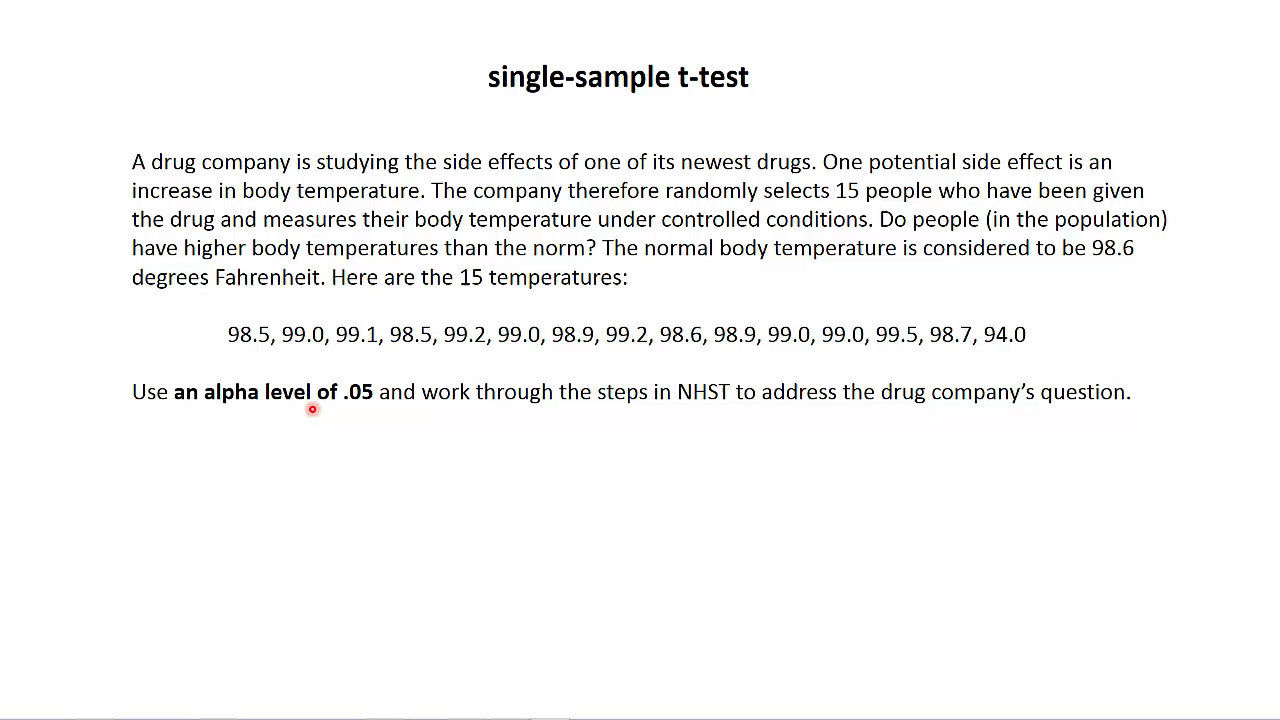 single-sample t-test
A drug company is studying the side effects of one of its newest drugs. One potential side effect is an
increase in body temperature. The company therefore randomly selects 15 people who have been given
the drug and measures their body temperature under controlled conditions. Do people (in the population)
have higher body temperatures than the norm? The normal body temperature is considered to be 98.6
degrees Fahrenheit. Here are the 15 temperatures:
98.5, 99.0, 99.1, 98.5, 99.2, 99.0, 98.9, 99.2, 98.6, 98.9, 99.0, 99.0, 99.5, 98.7, 94.0
Use an alpha level of .05 and work through the steps in NHST to address the drug company’s question.